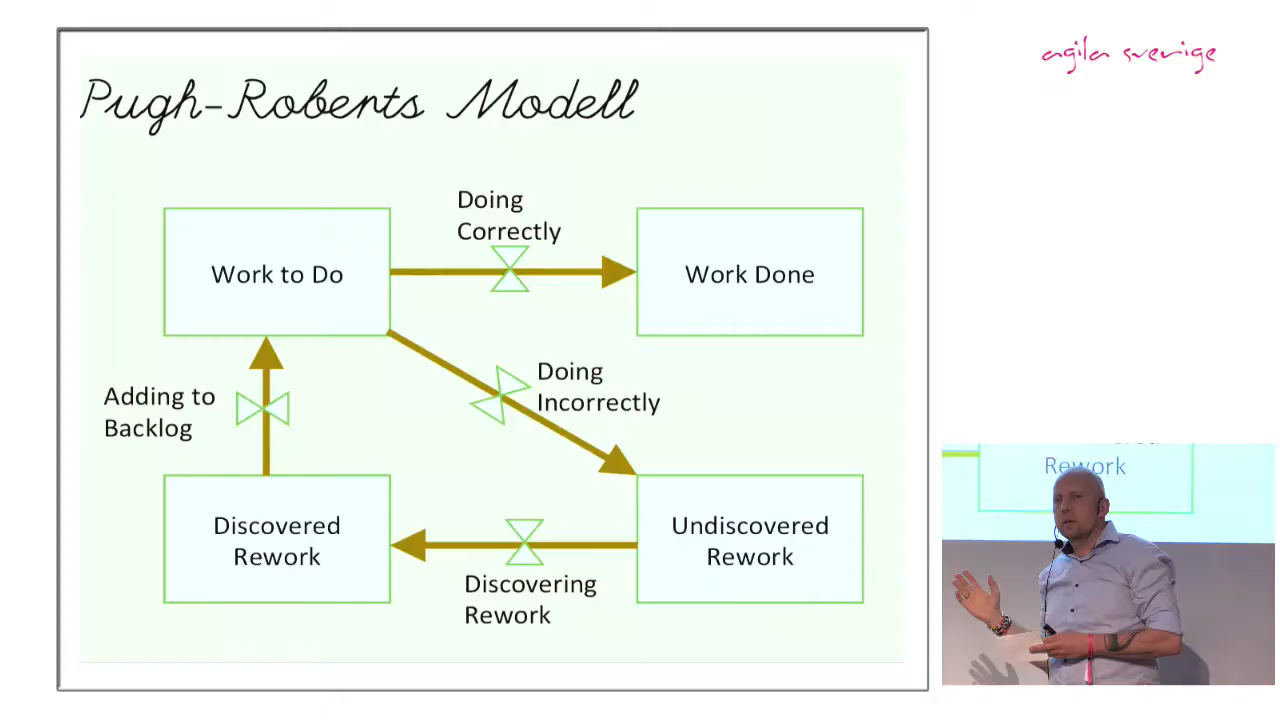 agila sverige
Pugh-Roberts Modell
Doing
Correctly
Work to Do
Work Done
Doing
Incorrectly
Adding to
Backlog
Discovered
Rework
Undiscovered
Rework
Discovering
Rework
Rework